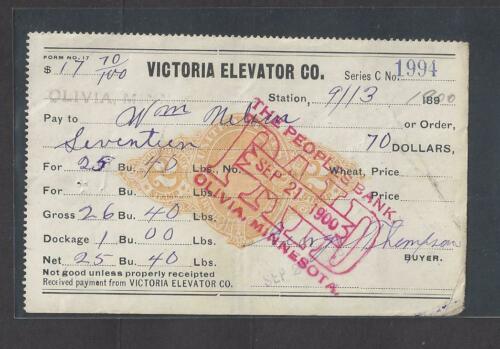 FORM NO. 17
$ 17 70/100 VICTORIA ELEVATOR CO. Series C No. 1994
OLIVIA, MINN. Station, 9/13 1900
Pay to Wm or Order,
Seventeen 70 DOLLARS,
For 25 Bu. 40 Lbs., No. Wheat, Price
For Bu. Lbs. Price
Gross 26 Bu. 40 Lbs.
Dockage 1 Bu. 00 Lbs. Thompson
Net 25 Bu. 40 Lbs. BUYER.
Not good unless properly receipted
Received payment from VICTORIA ELEVATOR CO.
THE PEOPLES BANK,
PAID
SEP 21 1900
OLIVIA, MINNESOTA.
SEP